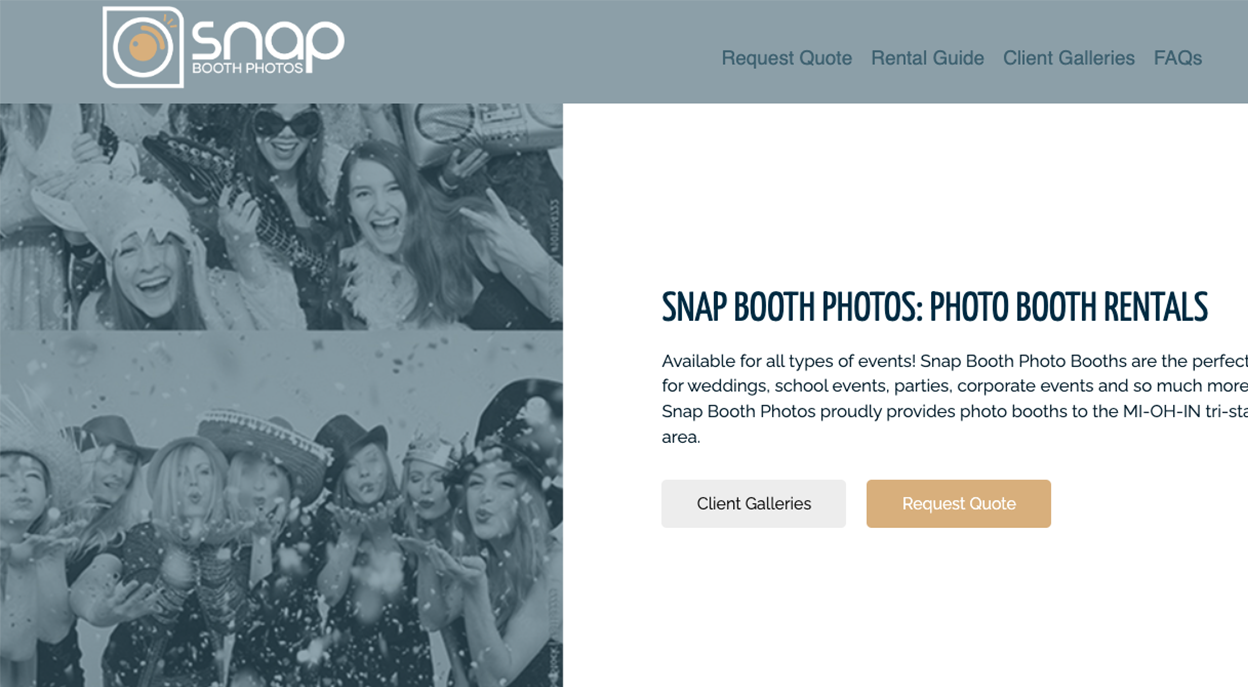 snap
BOOTH PHOTOS
Request Quote Rental Guide Client Galleries FAQs
SNAP BOOTH PHOTOS: PHOTO BOOTH RENTALS
Available for all types of events! Snap Booth Photo Booths are the perfect
for weddings, school events, parties, corporate events and so much more
Snap Booth Photos proudly provides photo booths to the MI-OH-IN tri-sta
area.
Client Galleries Request Quote